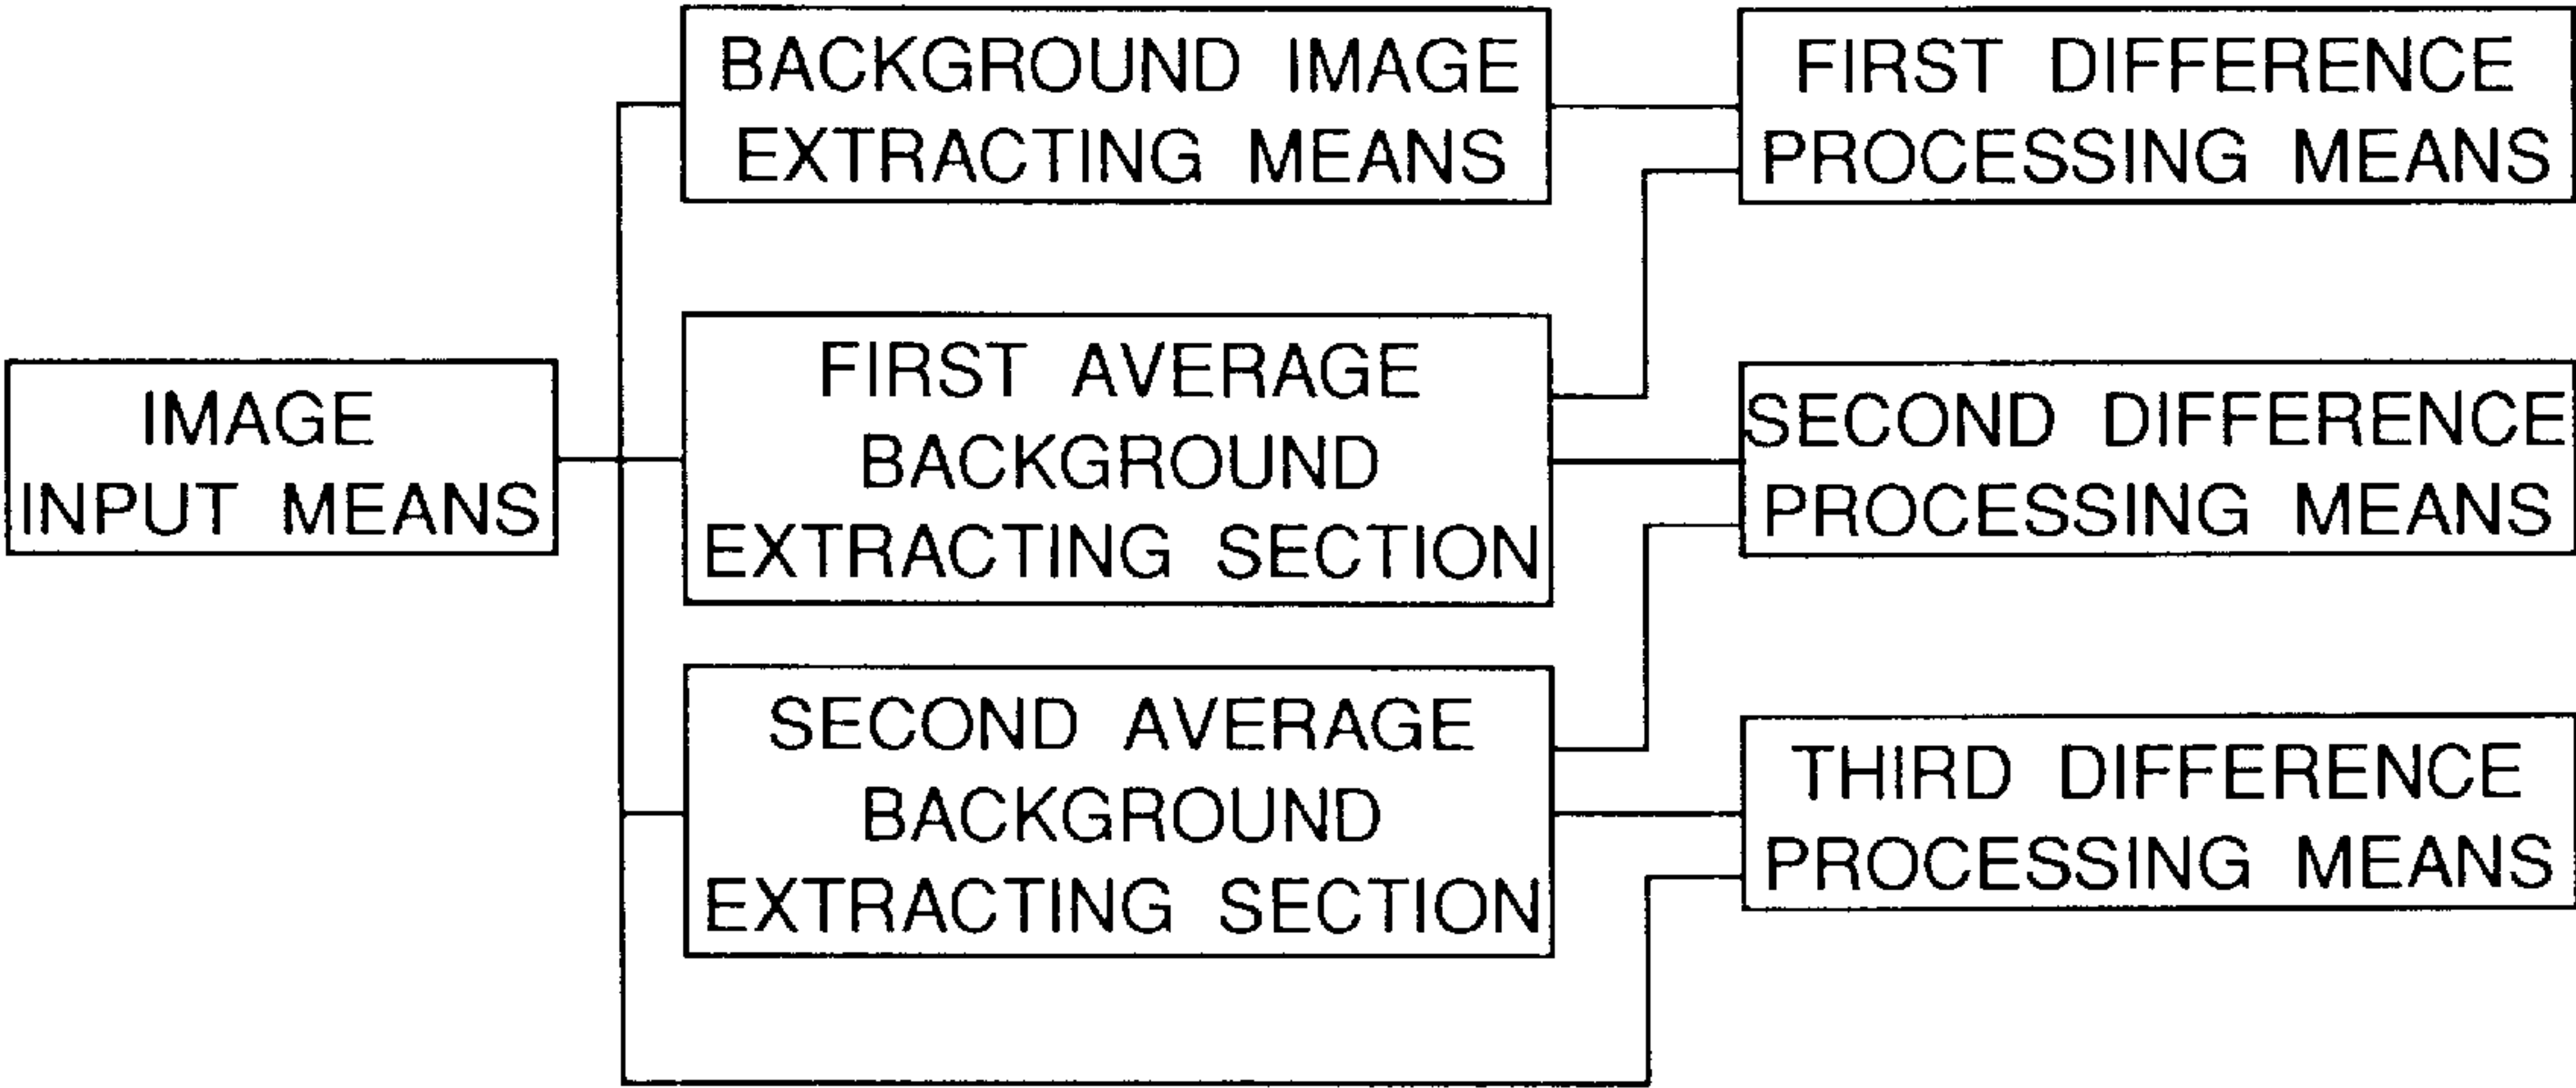 IMAGE
INPUT MEANS
BACKGROUND IMAGE
EXTRACTING MEANS
FIRST AVERAGE
BACKGROUND
EXTRACTING SECTION
SECOND AVERAGE
BACKGROUND
EXTRACTING SECTION
FIRST DIFFERENCE
PROCESSING MEANS
SECOND DIFFERENCE
PROCESSING MEANS
THIRD DIFFERENCE
PROCESSING MEANS